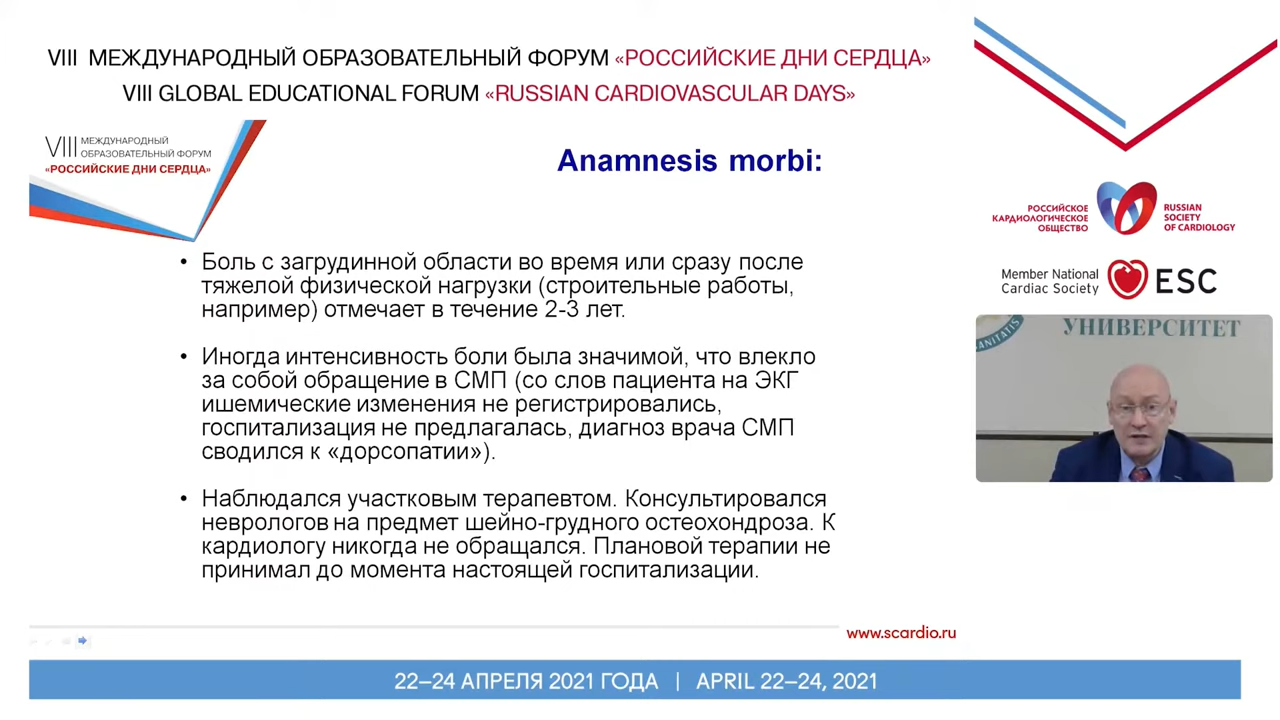 VIII МЕЖДУНАРОДНЫЙ ОБРАЗОВАТЕЛЬНЫЙ ФОРУМ «РОССИЙСКИЕ ДНИ СЕРДЦА»
VIII GLOBAL EDUCATIONAL FORUM «RUSSIAN CARDIOVASCULAR DAYS»
VIII МЕЖДУНАРОДНЫЙ
ОБРАЗОВАТЕЛЬНЫЙ ФОРУМ
«РОССИЙСКИЕ ДНИ СЕРДЦА»
Anamnesis morbi:
• Боль с загрудинной области во время или сразу после
тяжелой физической нагрузки (строительные работы,
например) отмечает в течение 2-3 лет.
• Иногда интенсивность боли была значимой, что влекло
за собой обращение в СМП (со слов пациента на ЭКГ
ишемические изменения не регистрировались,
госпитализация не предлагалась, диагноз врача СМП
сводился к «дорсопатии»).
• Наблюдался участковым терапевтом. Консультировался
неврологов на предмет шейно-грудного остеохондроза. К
кардиологу никогда не обращался. Плановой терапии не
принимал до момента настоящей госпитализации.
РОССИЙСКОЕ
КАРДИОЛОГИЧЕСКОЕ
ОБЩЕСТВО
RUSSIAN
SOCIETY
OF CARDIOLOGY
Member National
Cardiac Society
ESC
УНИВЕРСИТЕТ
www.scardio.ru
22–24 АПРЕЛЯ 2021 ГОДА | APRIL 22–24, 2021